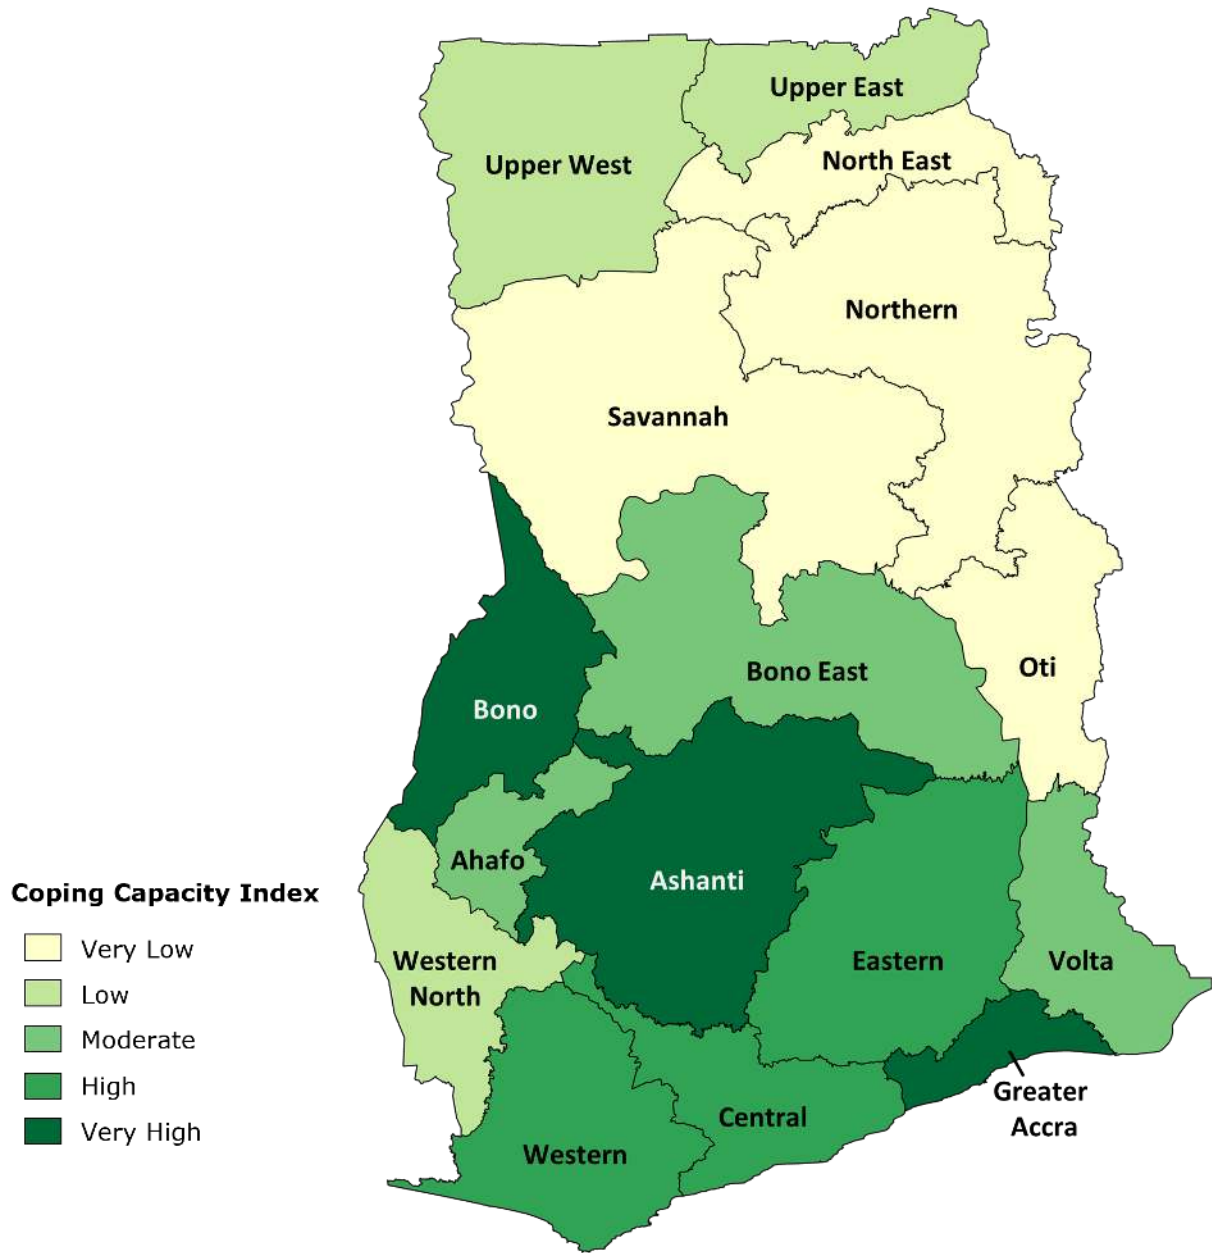 Upper East
Upper West
North East
Northern
Savannah
Bono East
Oti
Bono
Ahafo
Ashanti
Western
North
Eastern
Volta
Greater
Accra
Central
Western
Coping Capacity Index
Very Low
Low
Moderate
High
Very High